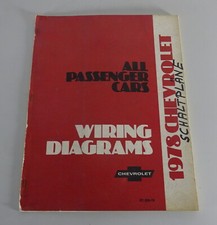 ALL
PASSENGER
CARS
WIRING
DIAGRAMS
CHEVROLET
1978 CHEVROLET
SCHALTPLÄNE